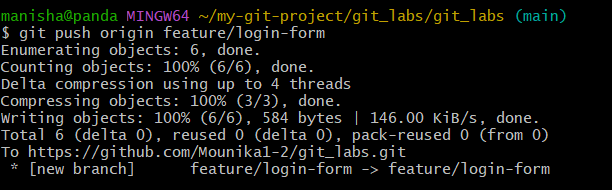 manisha@panda MINGW64 ~/my-git-project/git_labs/git_labs (main)
$ git push origin feature/login-form
Enumerating objects: 6, done.
Counting objects: 100% (6/6), done.
Delta compression using up to 4 threads
Compressing objects: 100% (3/3), done.
Writing objects: 100% (6/6), 584 bytes | 146.00 KiB/s, done.
Total 6 (delta 0), reused 0 (delta 0), pack-reused 0 (from 0)
To https://github.com/Mounika1-2/git_labs.git
 * [new branch]      feature/login-form -> feature/login-form